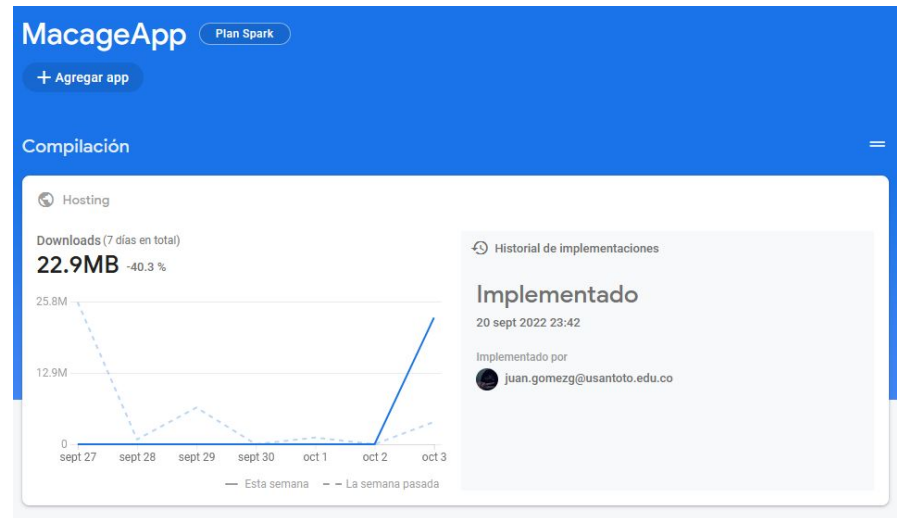 MacageApp Plan Spark
+ Agregar app
Compilación
Hosting
Downloads (7 días en total)
22.9MB -40.3 %
25.8M
12.9M
0
sept 27 sept 28 sept 29 sept 30 oct 1 oct 2 oct 3
Esta semana La semana pasada
Historial de implementaciones
Implementado
20 sept 2022 23:42
Implementado por
juan.gomezg@usantoto.edu.co